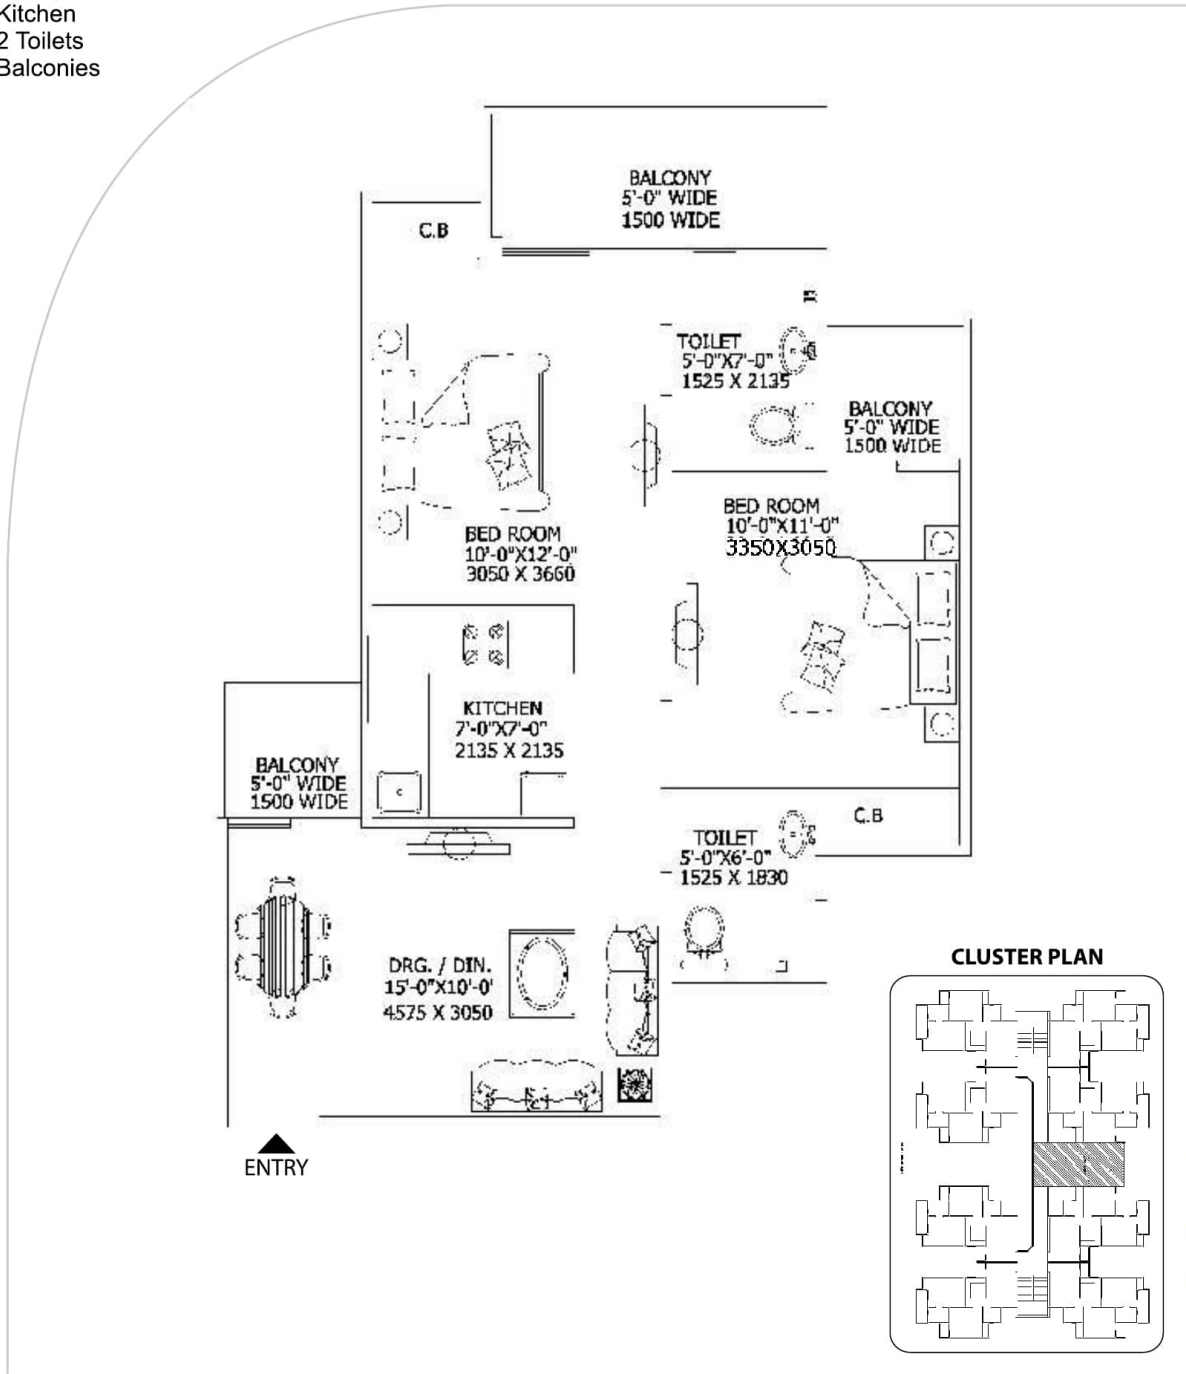 Kitchen
2 Toilets
Balconies
BALCONY
5'-0" WIDE
1500 WIDE
C.B
TOILET
5'-0"X7'-0"
1525 X 2135
BALCONY
5'-0" WIDE
1500 WIDE
BED ROOM
10'-0"X12'-0"
3050 X 3660
BED ROOM
10'-0"X11'-0"
3350X3050
KITCHEN
7'-0"X7'-0"
2135 X 2135
BALCONY
5'-0" WIDE
1500 WIDE
C.B
TOILET
5'-0"X6'-0"
1525 X 1830
DRG. / DIN.
15'-0"X10'-0'
4575 X 3050
ENTRY
CLUSTER PLAN